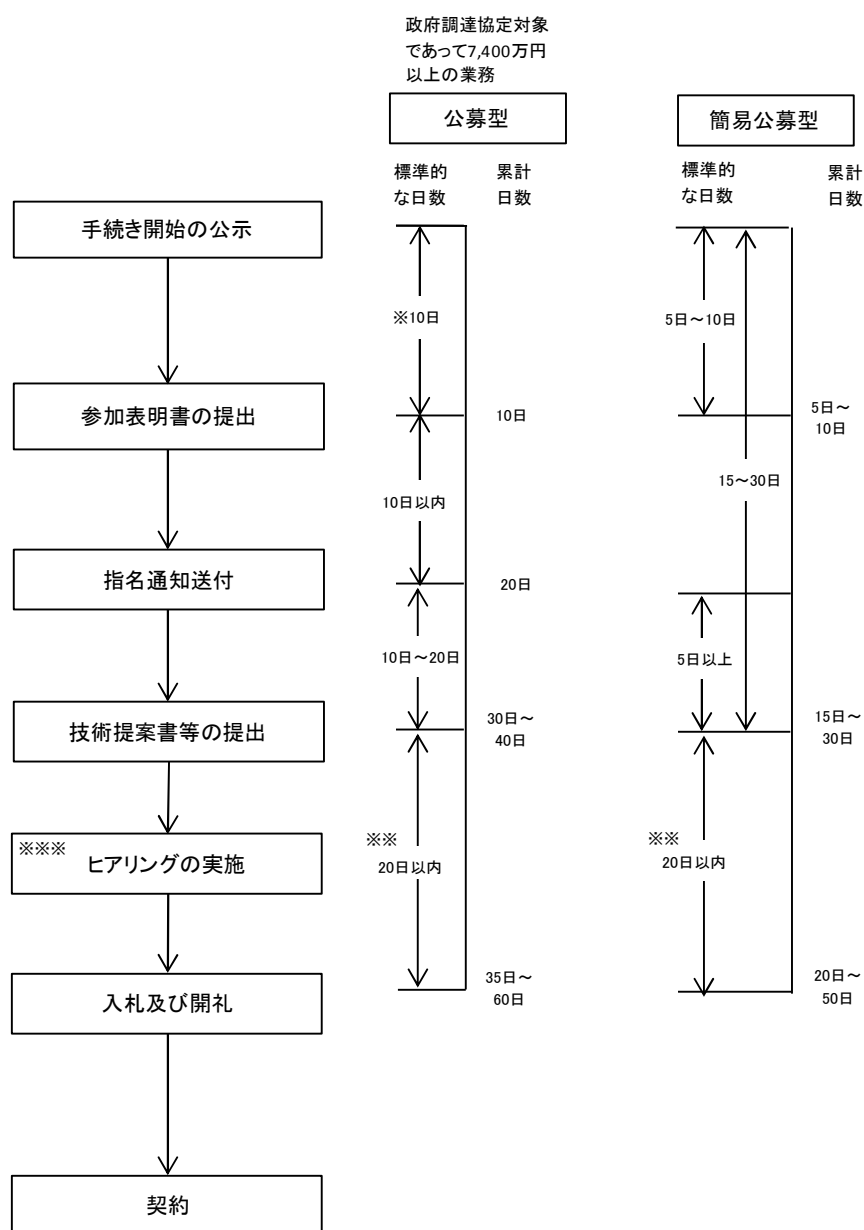 政府調達協定対象
であって7,400万円
以上の業務
公募型
簡易公募型
標準的
な日数
累計
日数
標準的
な日数
累計
日数
手続き開始の公示
※10日
5日～10日
参加表明書の提出
10日
5日～
10日
10日以内
15～30日
指名通知送付
20日
10日～20日
5日以上
技術提案書等の提出
30日～
40日
15日～
30日
※※※
ヒアリングの実施
※※
20日以内
※※
20日以内
入札及び開札
35日～
60日
20日～
50日
契約